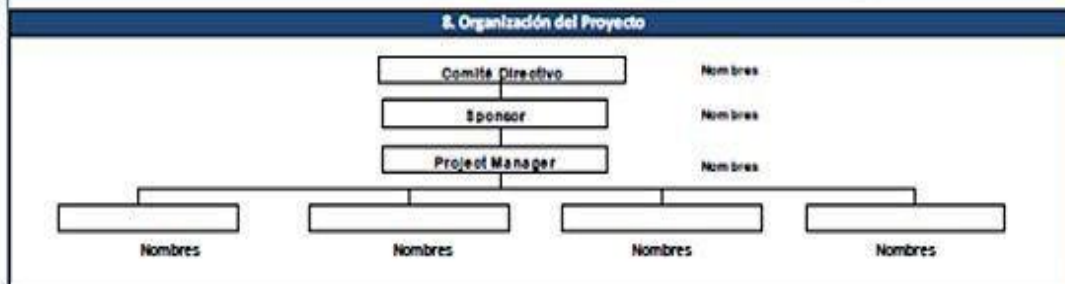 8. Organización del Proyecto
Comité Directivo Nombres
Sponsor Nombres
Project Manager Nombres
Nombres Nombres Nombres Nombres